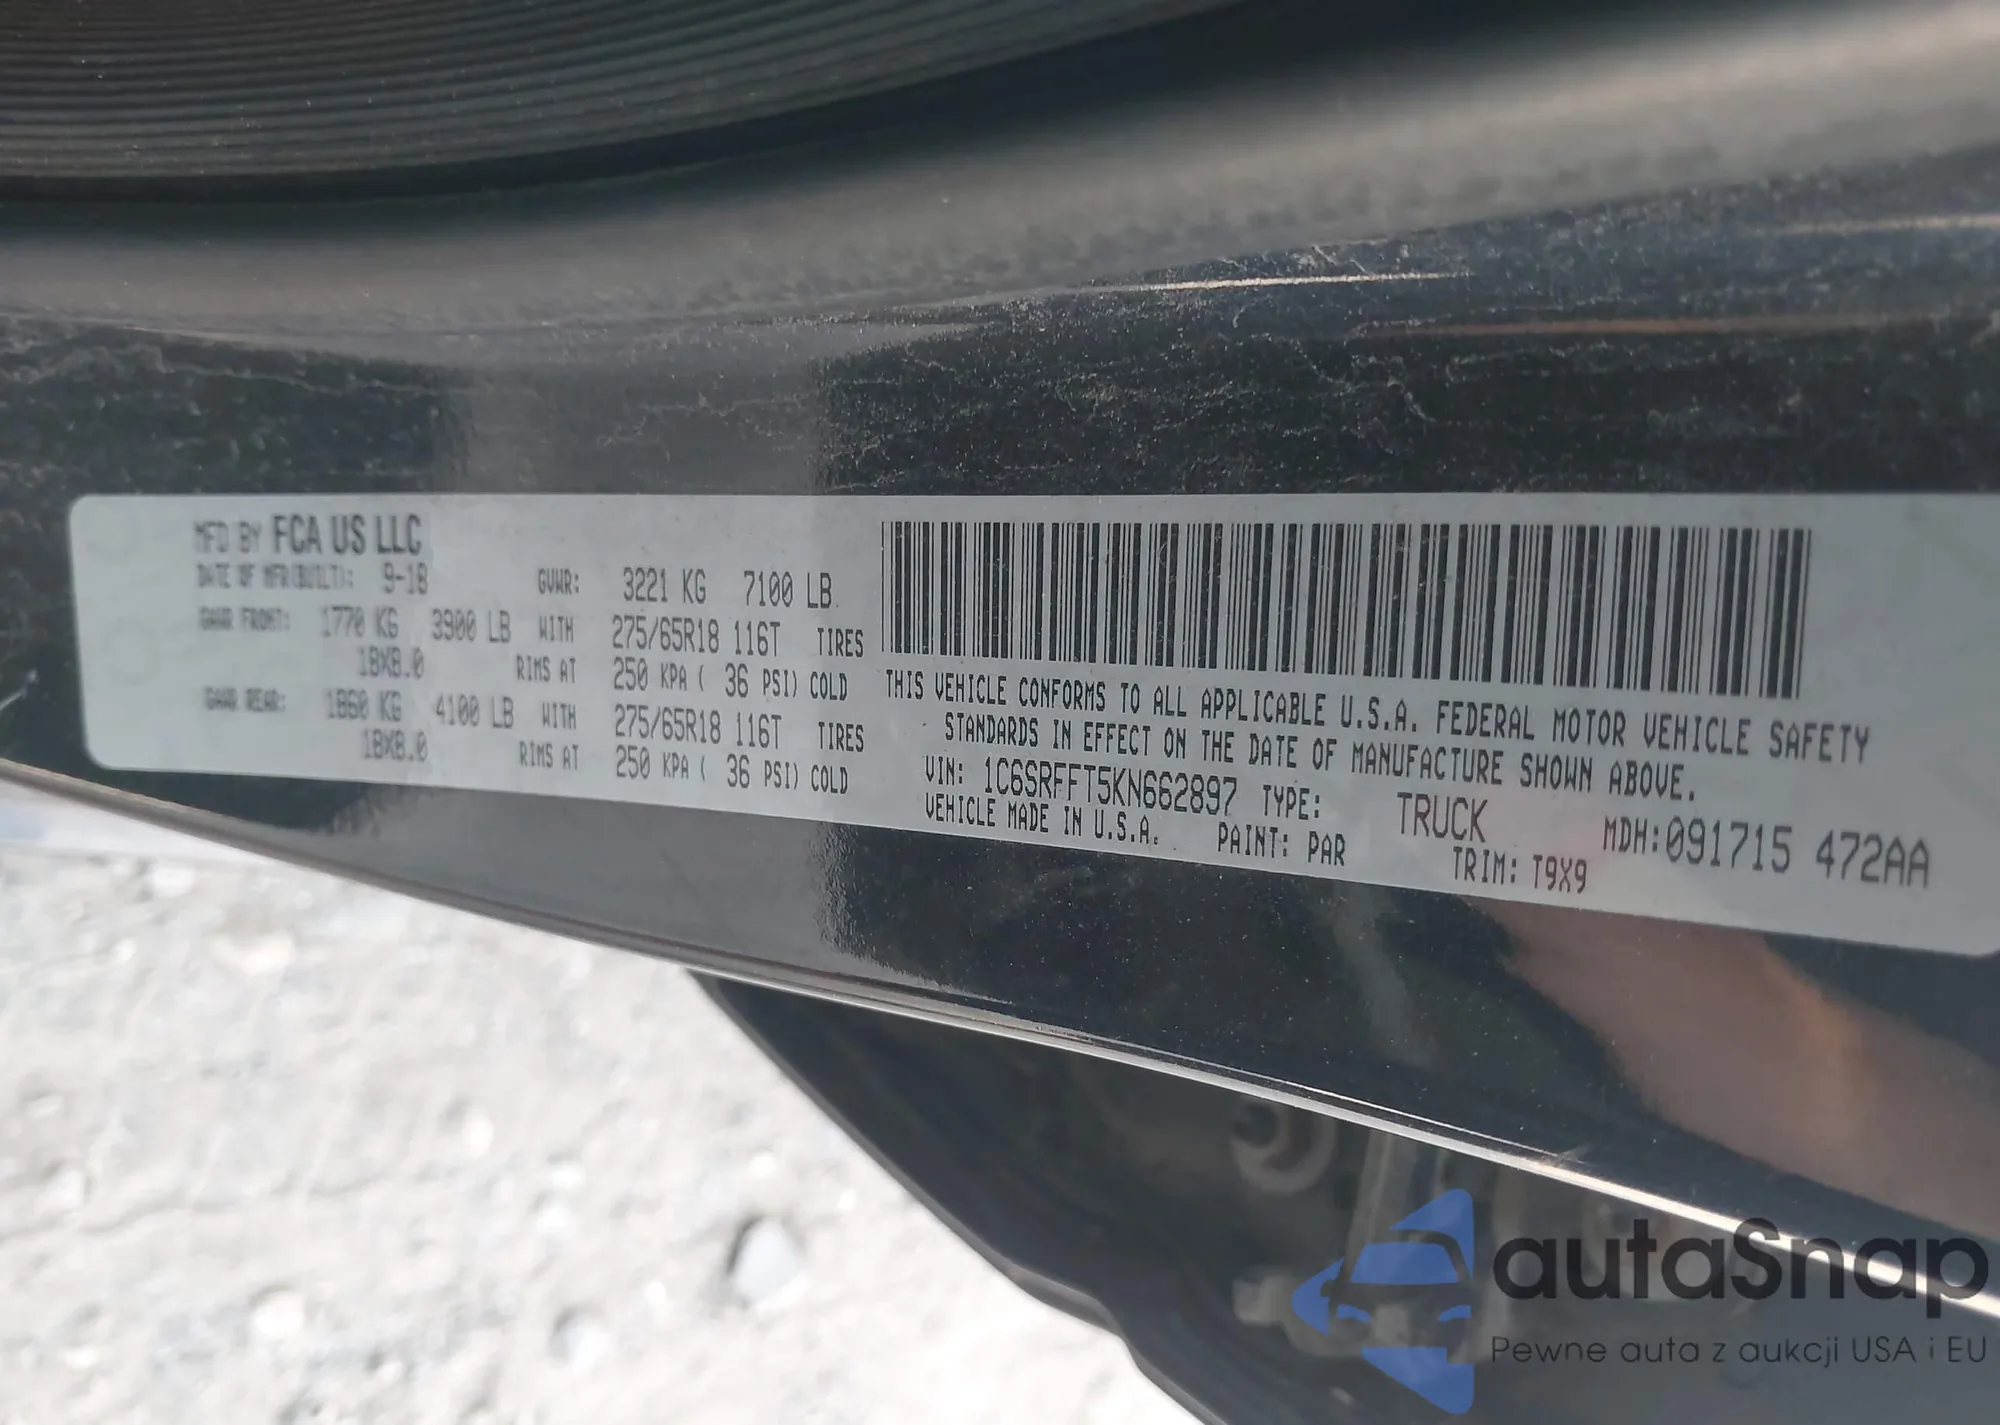 MFD BY FCA US LLC
DATE OF MFR(BUILT): 9-18 GVWR: 3221 KG 7100 LB
GAWR FRONT: 1770 KG 3900 LB WITH 275/65R18 116T TIRES
18X8.0 RIMS AT 250 KPA ( 36 PSI) COLD
GAWR REAR: 1860 KG 4100 LB WITH 275/65R18 116T TIRES
18X8.0 RIMS AT 250 KPA ( 36 PSI) COLD
THIS VEHICLE CONFORMS TO ALL APPLICABLE U.S.A. FEDERAL MOTOR VEHICLE SAFETY
STANDARDS IN EFFECT ON THE DATE OF MANUFACTURE SHOWN ABOVE.
VIN: 1C6SRFFT5KN662897 TYPE: TRUCK MDH:091715 472AA
VEHICLE MADE IN U.S.A. PAINT: PAR TRIM: T9X9
autaSnap
Pewne auta z aukcji USA i EU